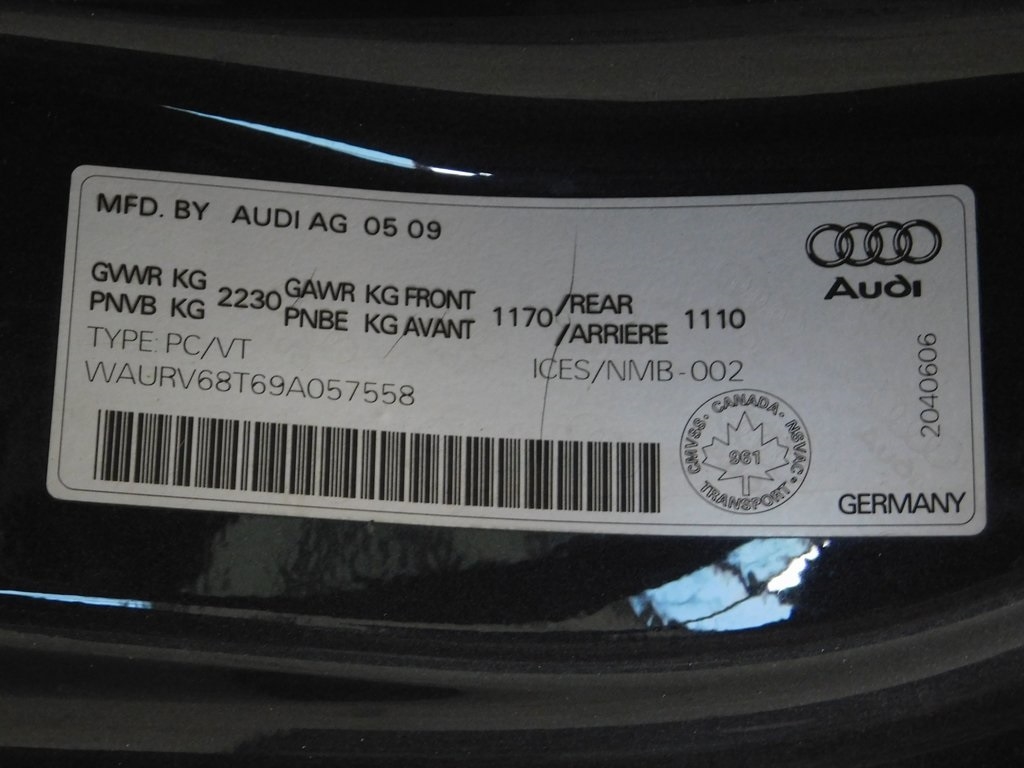 MFD. BY AUDI AG 05 09
Audi
GVWR KG 2230 GAWR KG FRONT 1170 /REAR 1110
PNVB KG PNBE KG AVANT /ARRIERE
TYPE: PC/VT
ICES/NMB-002
WAURV68T69A057558
2040606
CMVSS. CANADA. NSVAC. TRANSPORT
961
GERMANY